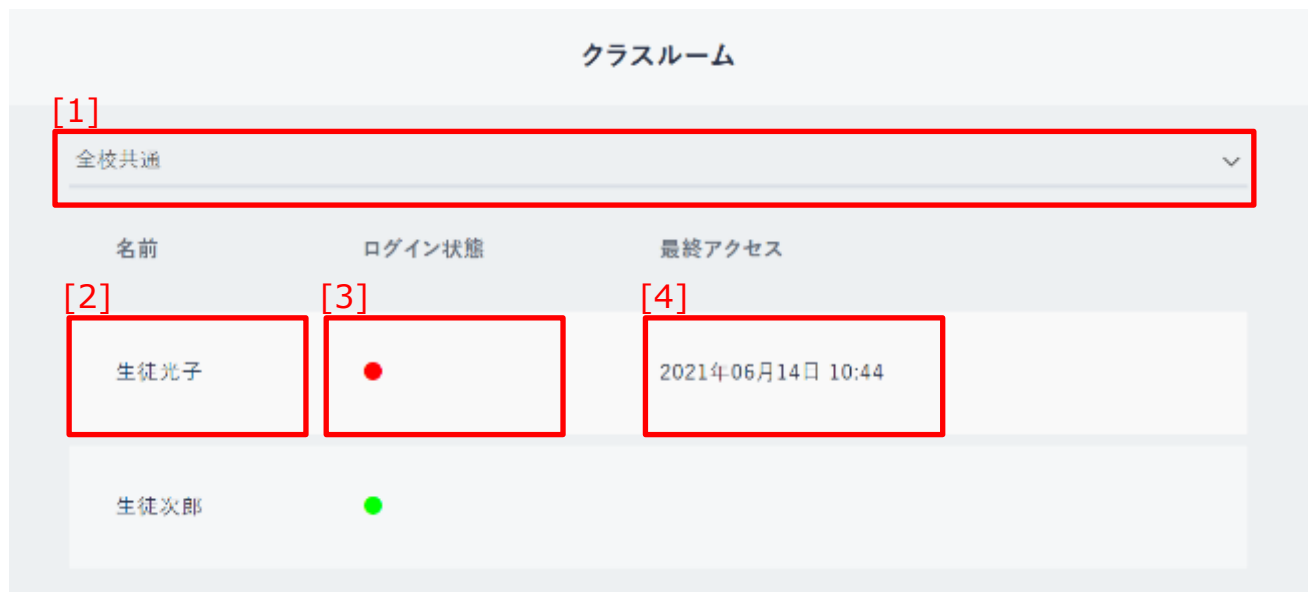 クラスルーム
[1]
全校共通
名前 ログイン状態 最終アクセス
[2] [3] [4]
生徒光子 2021年06月14日 10:44
生徒次郎